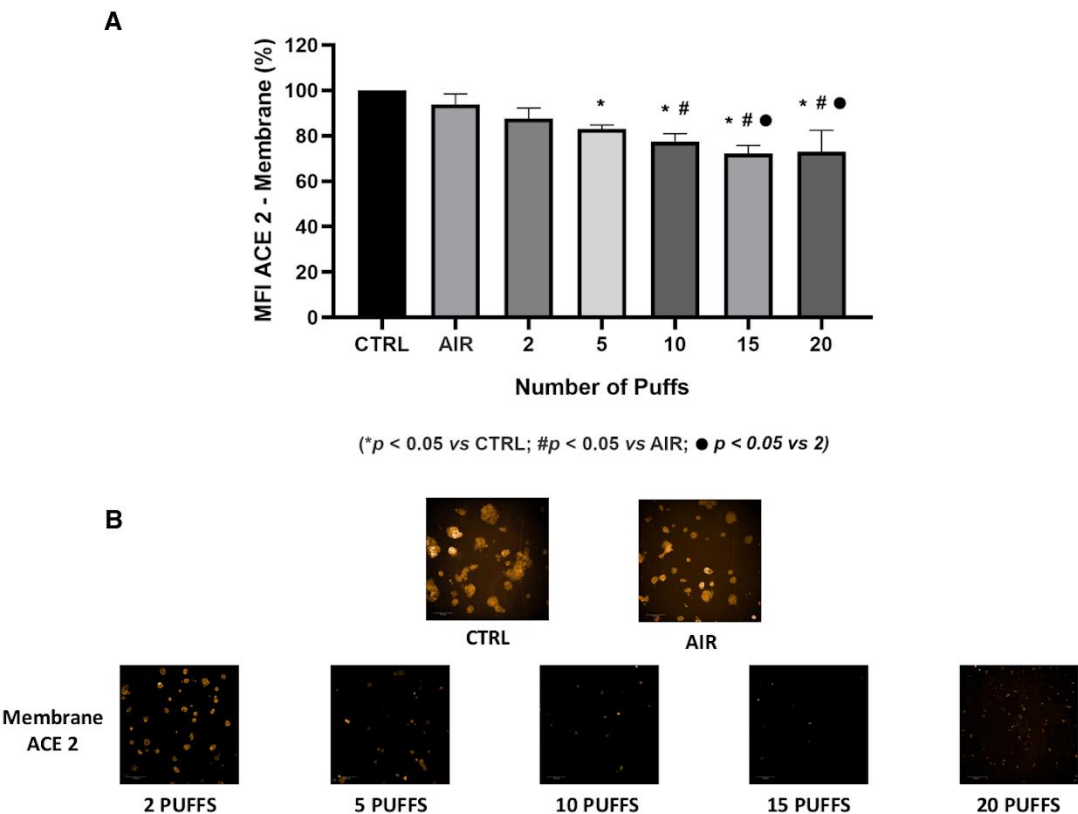 A
MFI ACE 2 - Membrane (%)
120
100
80
60
40
20
0
*
* #
* # ●
* # ●
CTRL AIR 2 5 10 15 20
Number of Puffs
(*p < 0.05 vs CTRL; #p < 0.05 vs AIR; ● p < 0.05 vs 2)
B
CTRL AIR
Membrane
ACE 2
2 PUFFS 5 PUFFS 10 PUFFS 15 PUFFS 20 PUFFS